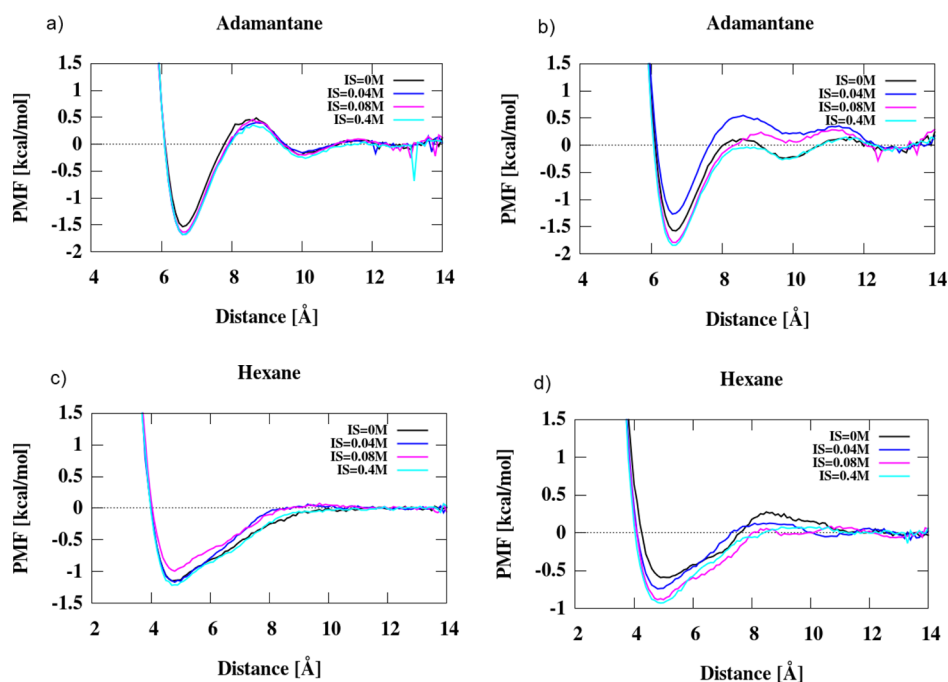 a)
Adamantane
1.5
1
0.5
0
-0.5
-1
-1.5
-2
PMF [kcal/mol]
IS=0M
IS=0.04M
IS=0.08M
IS=0.4M
4 6 8 10 12 14
Distance [Å]
b)
Adamantane
1.5
1
0.5
0
-0.5
-1
-1.5
-2
PMF [kcal/mol]
IS=0M
IS=0.04M
IS=0.08M
IS=0.4M
4 6 8 10 12 14
Distance [Å]
c)
Hexane
1.5
1
0.5
0
-0.5
-1
-1.5
PMF [kcal/mol]
IS=0M
IS=0.04M
IS=0.08M
IS=0.4M
2 4 6 8 10 12 14
Distance [Å]
d)
Hexane
1.5
1
0.5
0
-0.5
-1
PMF [kcal/mol]
IS=0M
IS=0.04M
IS=0.08M
IS=0.4M
2 4 6 8 10 12 14
Distance [Å]